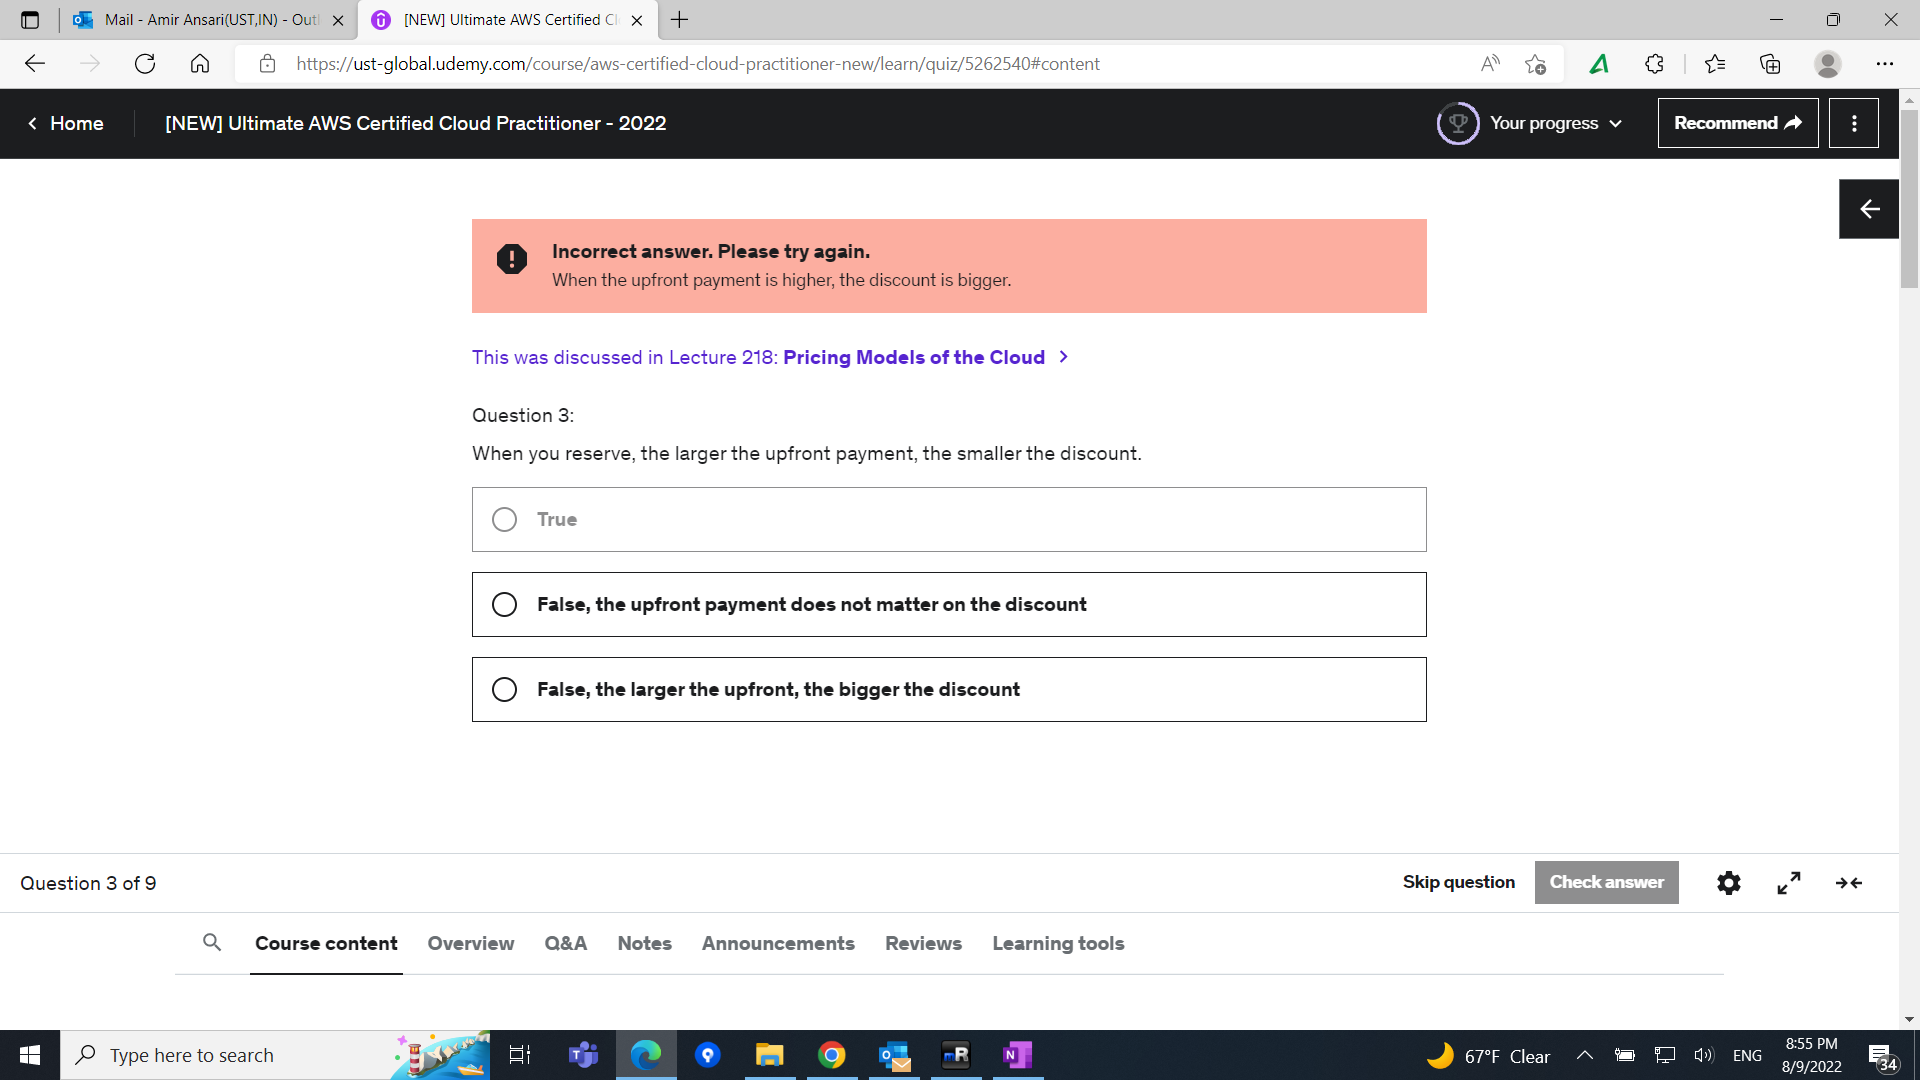 Mail - Amir Ansari(UST,IN) - Out
[NEW] Ultimate AWS Certified Cl
https://ust-global.udemy.com/course/aws-certified-cloud-practitioner-new/learn/quiz/5262540#content
Home
[NEW] Ultimate AWS Certified Cloud Practitioner - 2022
Your progress
Recommend
Incorrect answer. Please try again.
When the upfront payment is higher, the discount is bigger.
This was discussed in Lecture 218: Pricing Models of the Cloud
Question 3:
When you reserve, the larger the upfront payment, the smaller the discount.
True
False, the upfront payment does not matter on the discount
False, the larger the upfront, the bigger the discount
Question 3 of 9
Skip question
Check answer
Course content Overview Q&A Notes Announcements Reviews Learning tools
Type here to search
67°F Clear
ENG
8:55 PM
8/9/2022
34